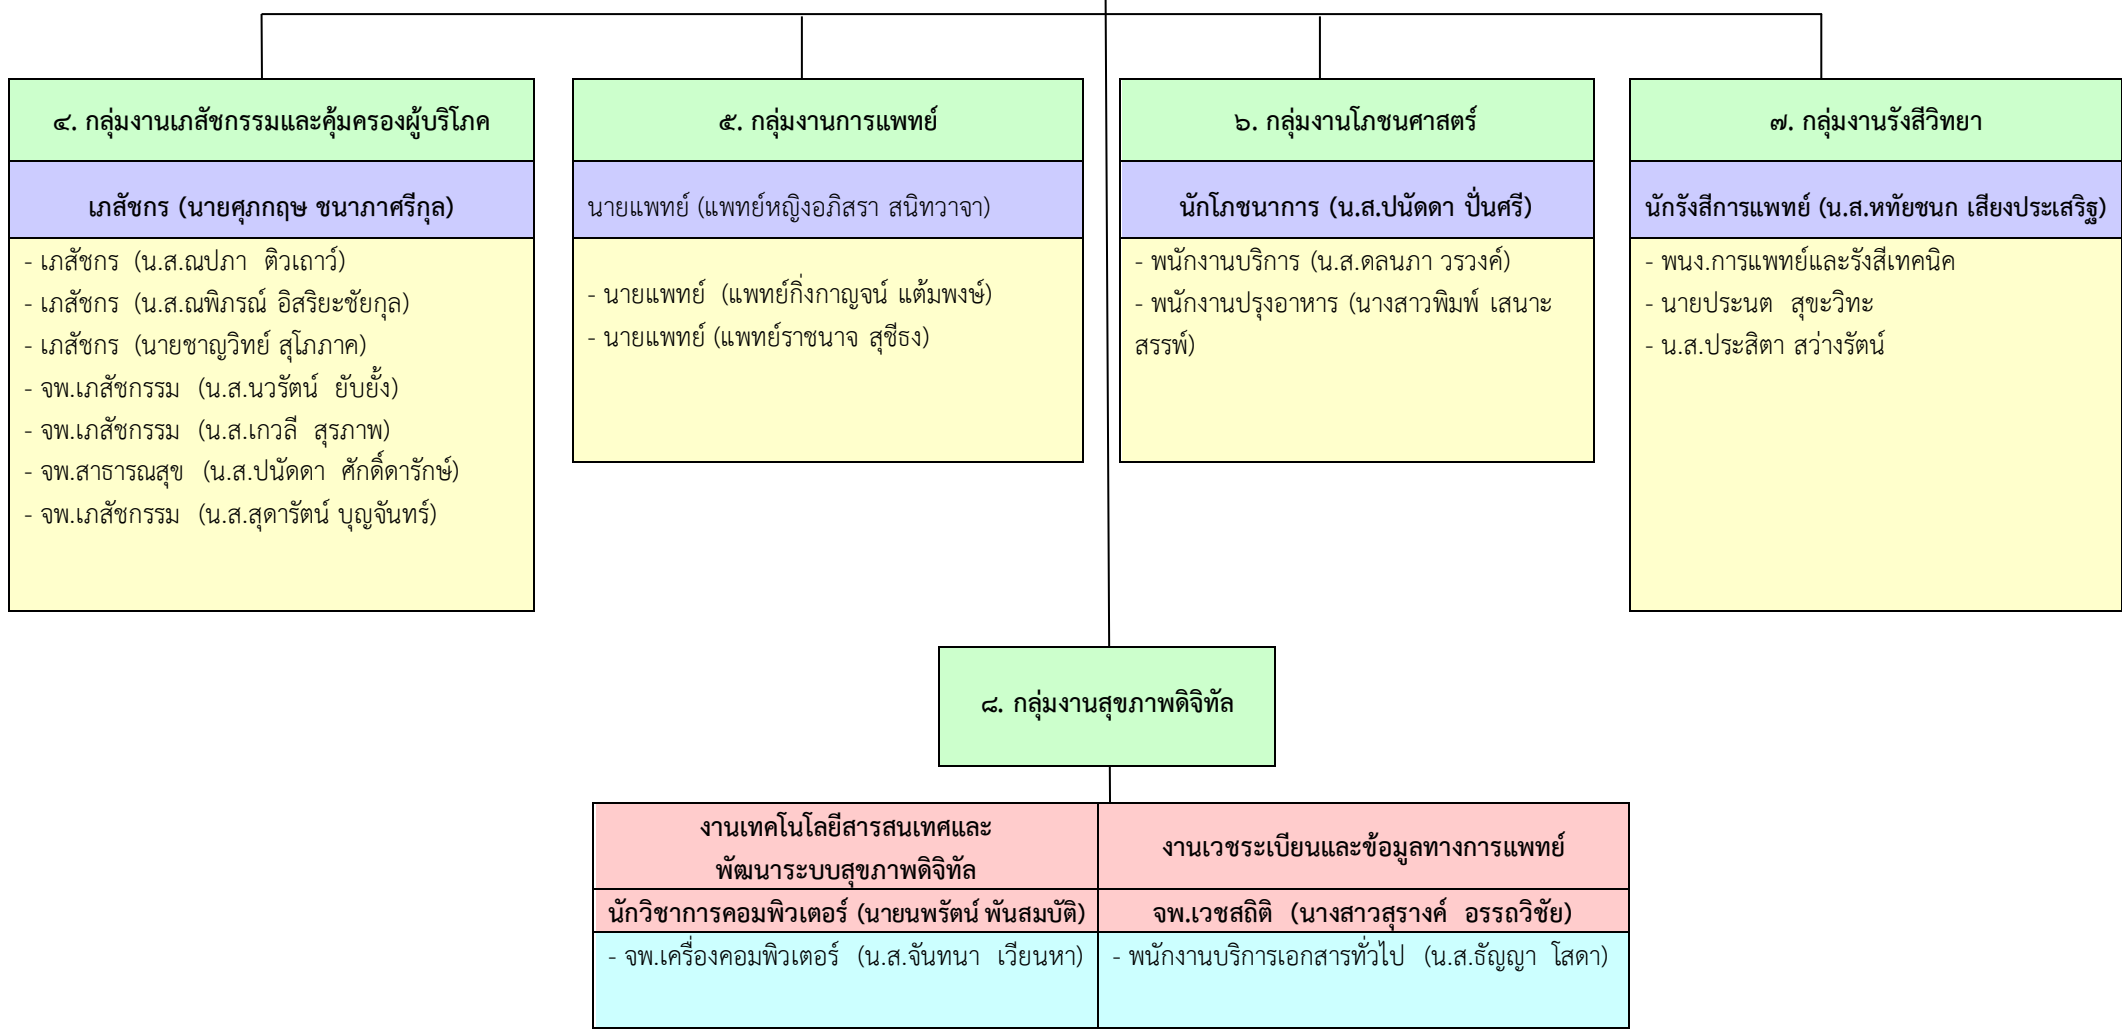 ๔. กลุ่มงานเภสัชกรรมและคุ้มครองผู้บริโภค
เภสัชกร (นายศุภกฤษ ชนาภาศรีกุล)
- เภสัชกร (น.ส.ณปภา ติวเถาว์)
- เภสัชกร (น.ส.ณพิภรณ์ อิสริยะชัยกุล)
- เภสัชกร (นายชาญวิทย์ สุโภภาค)
- จพ.เภสัชกรรม (น.ส.นวรัตน์ ยับยั้ง)
- จพ.เภสัชกรรม (น.ส.เกวลี สุรภาพ)
- จพ.สาธารณสุข (น.ส.ปนัดดา ศักดิ์ดารักษ์)
- จพ.เภสัชกรรม (น.ส.สุดารัตน์ บุญจันทร์)
๕. กลุ่มงานการแพทย์
นายแพทย์ (แพทย์หญิงอภิสรา สนิทวาจา)
- นายแพทย์ (แพทย์กิ่งกาญจน์ แต้มพงษ์)
- นายแพทย์ (แพทย์ราชนาจ สุชีธง)
๖. กลุ่มงานโภชนศาสตร์
นักโภชนาการ (น.ส.ปนัดดา ปั่นศรี)
- พนักงานบริการ (น.ส.ดลนภา วรวงค์)
- พนักงานปรุงอาหาร (นางสาวพิมพ์ เสนาะ
สรรพ์)
๗. กลุ่มงานรังสีวิทยา
นักรังสีการแพทย์ (น.ส.หทัยชนก เสียงประเสริฐ)
- พนง.การแพทย์และรังสีเทคนิค
- นายประนต สุขะวิทะ
- น.ส.ประสิตา สว่างรัตน์
๘. กลุ่มงานสุขภาพดิจิทัล
งานเทคโนโลยีสารสนเทศและ
พัฒนาระบบสุขภาพดิจิทัล
นักวิชาการคอมพิวเตอร์ (นายนพรัตน์ พันสมบัติ)
- จพ.เครื่องคอมพิวเตอร์ (น.ส.จันทนา เวียนหา)
งานเวชระเบียนและข้อมูลทางการแพทย์
จพ.เวชสถิติ (นางสาวสุรางค์ อรรถวิชัย)
- พนักงานบริการเอกสารทั่วไป (น.ส.ธัญญา โสดา)